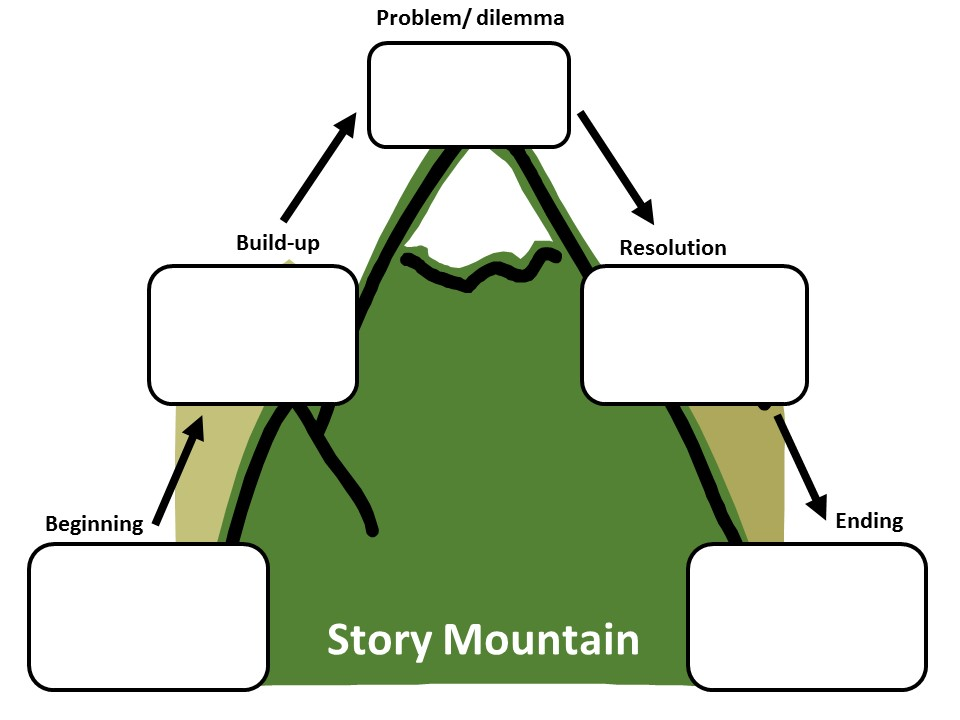 Problem/ dilemma
Build-up
Resolution
Beginning
Ending
Story Mountain